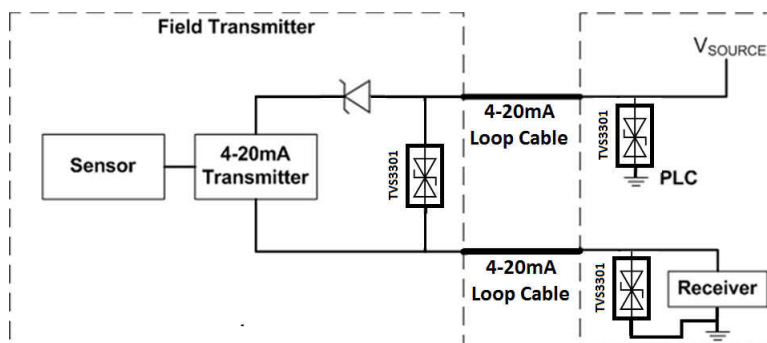 Field Transmitter
V_SOURCE
4-20mA
Loop Cable
TVS3301
PLC
Sensor
4-20mA
Transmitter
TVS3301
4-20mA
Loop Cable
TVS3301
Receiver